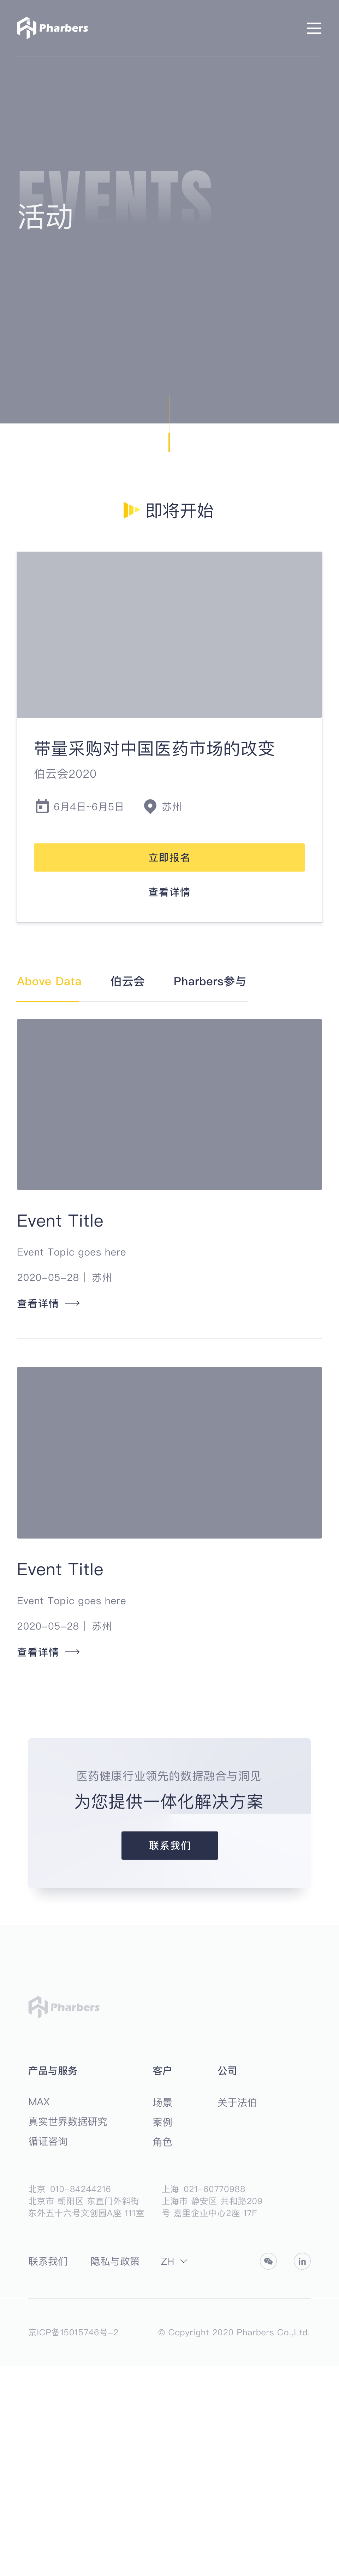 Pharbers
EVENTS
活动
即将开始
带量采购对中国医药市场的改变
伯云会2020
6月4日~6月5日 苏州
立即报名
查看详情
Above Data 伯云会 Pharbers参与
Event Title
Event Topic goes here
2020-05-28 | 苏州
查看详情
Event Title
Event Topic goes here
2020-05-28 | 苏州
查看详情
医药健康行业领先的数据融合与洞见
为您提供一体化解决方案
联系我们
Pharbers
产品与服务 客户 公司
MAX 场景 关于法伯
真实世界数据研究 案例
循证咨询 角色
北京 010-84244216 上海 021-60770988
北京市 朝阳区 东直门外斜街 上海市 静安区 共和路209
东外五十六号文创园A座 111室 号 嘉里企业中心2座 17F
联系我们 隐私与政策 ZH in
京ICP备15015746号-2 © Copyright 2020 Pharbers Co.,Ltd.